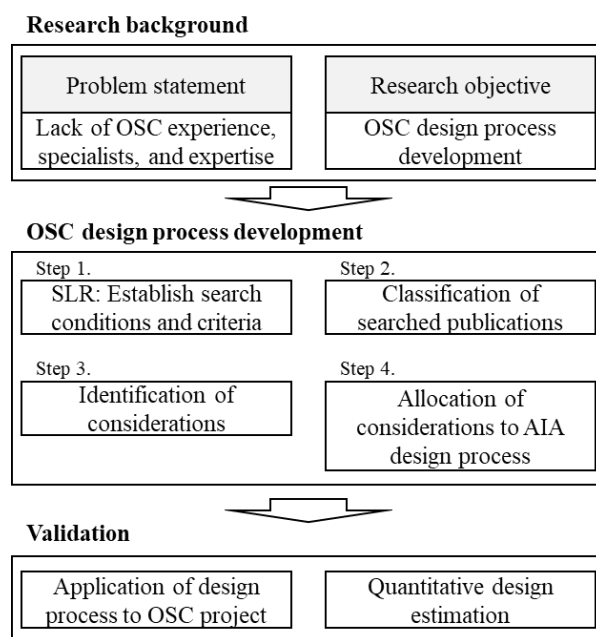 Research background
Problem statement
Lack of OSC experience,
specialists, and expertise
Research objective
OSC design process
development
OSC design process development
Step 1.
SLR: Establish search
conditions and criteria
Step 2.
Classification of
searched publications
Step 3.
Identification of
considerations
Step 4.
Allocation of
considerations to AIA
design process
Validation
Application of design
process to OSC project
Quantitative design
estimation